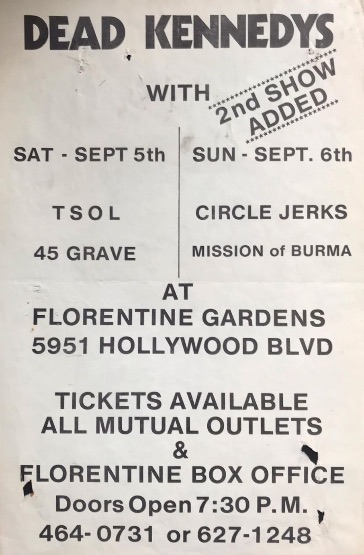 DEAD KENNEDYS
WITH
2nd SHOW
ADDED
SAT - SEPT 5th
TSOL
45 GRAVE
SUN - SEPT. 6th
CIRCLE JERKS
MISSION of BURMA
AT
FLORENTINE GARDENS
5951 HOLLYWOOD BLVD
TICKETS AVAILABLE
ALL MUTUAL OUTLETS
&
FLORENTINE BOX OFFICE
Doors Open 7:30 P.M.
464-0731 or 627-1248